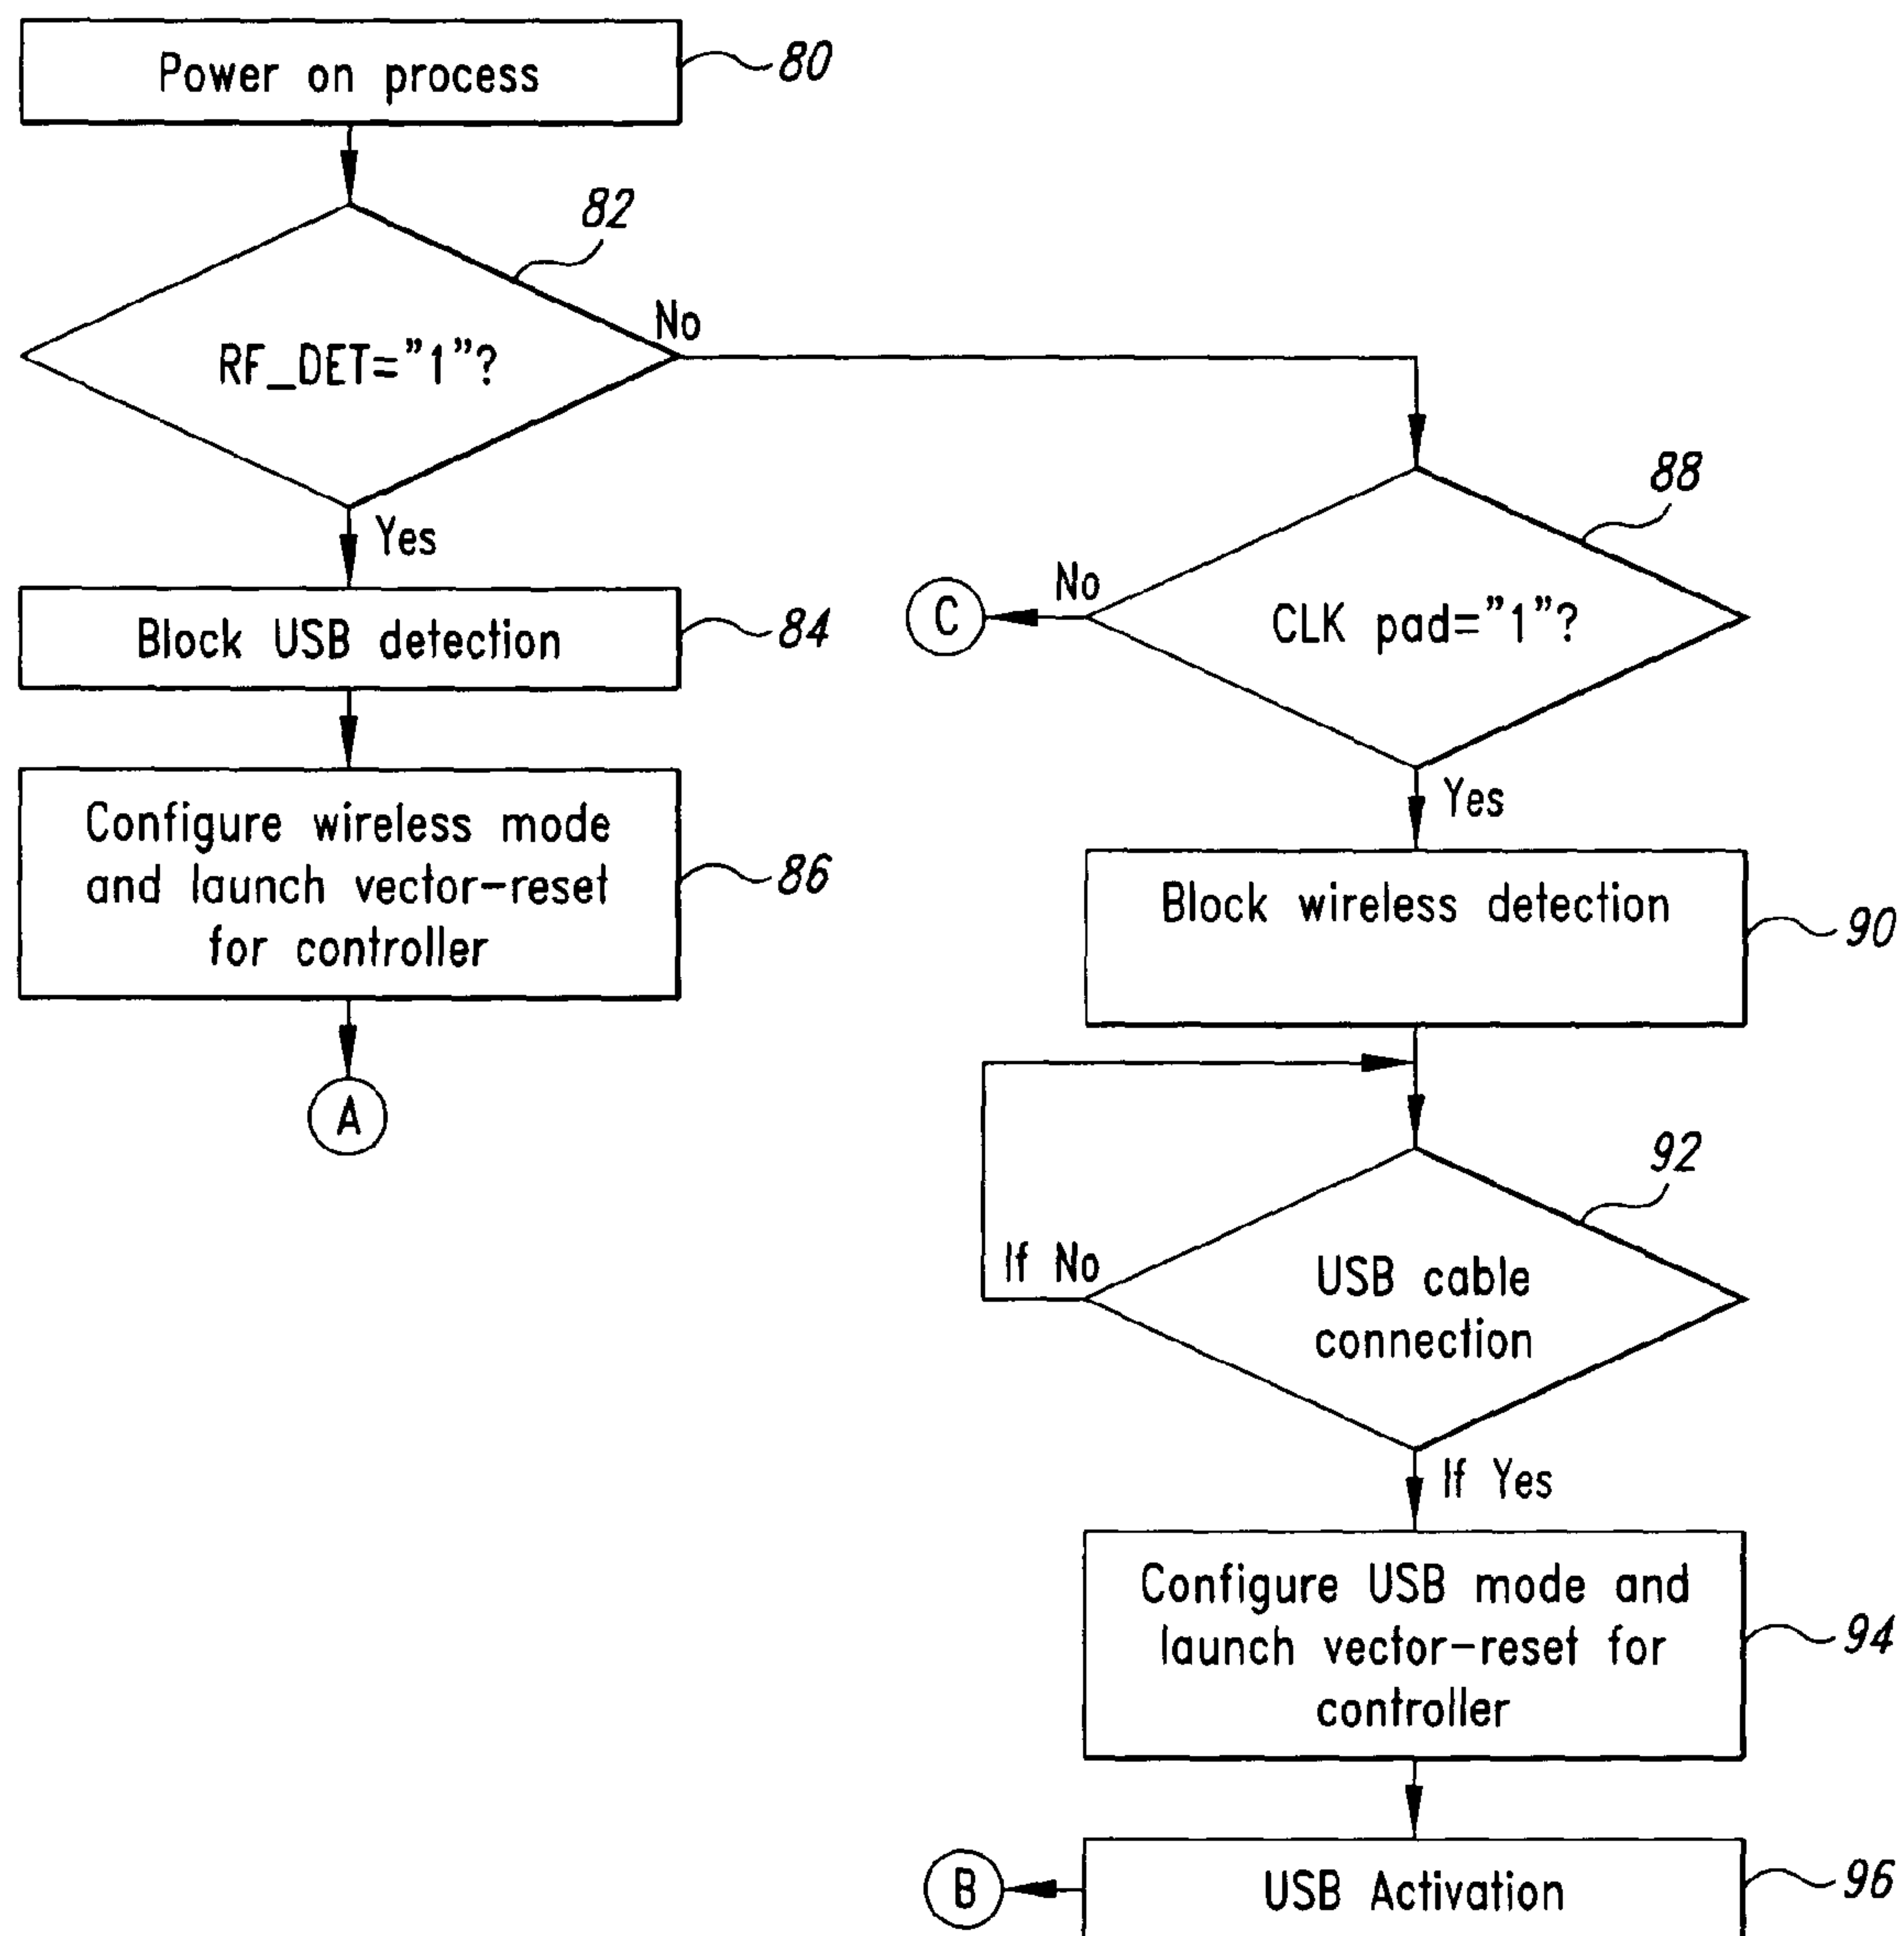 Power on process
80
82
RF_DET="1"?
No
Yes
Block USB detection
84
Configure wireless mode
and launch vector-reset
for controller
86
A
88
CLK pad="1"?
No
C
Yes
Block wireless detection
90
92
USB cable
connection
If No
If Yes
Configure USB mode and
launch vector-reset for
controller
94
USB Activation
96
B